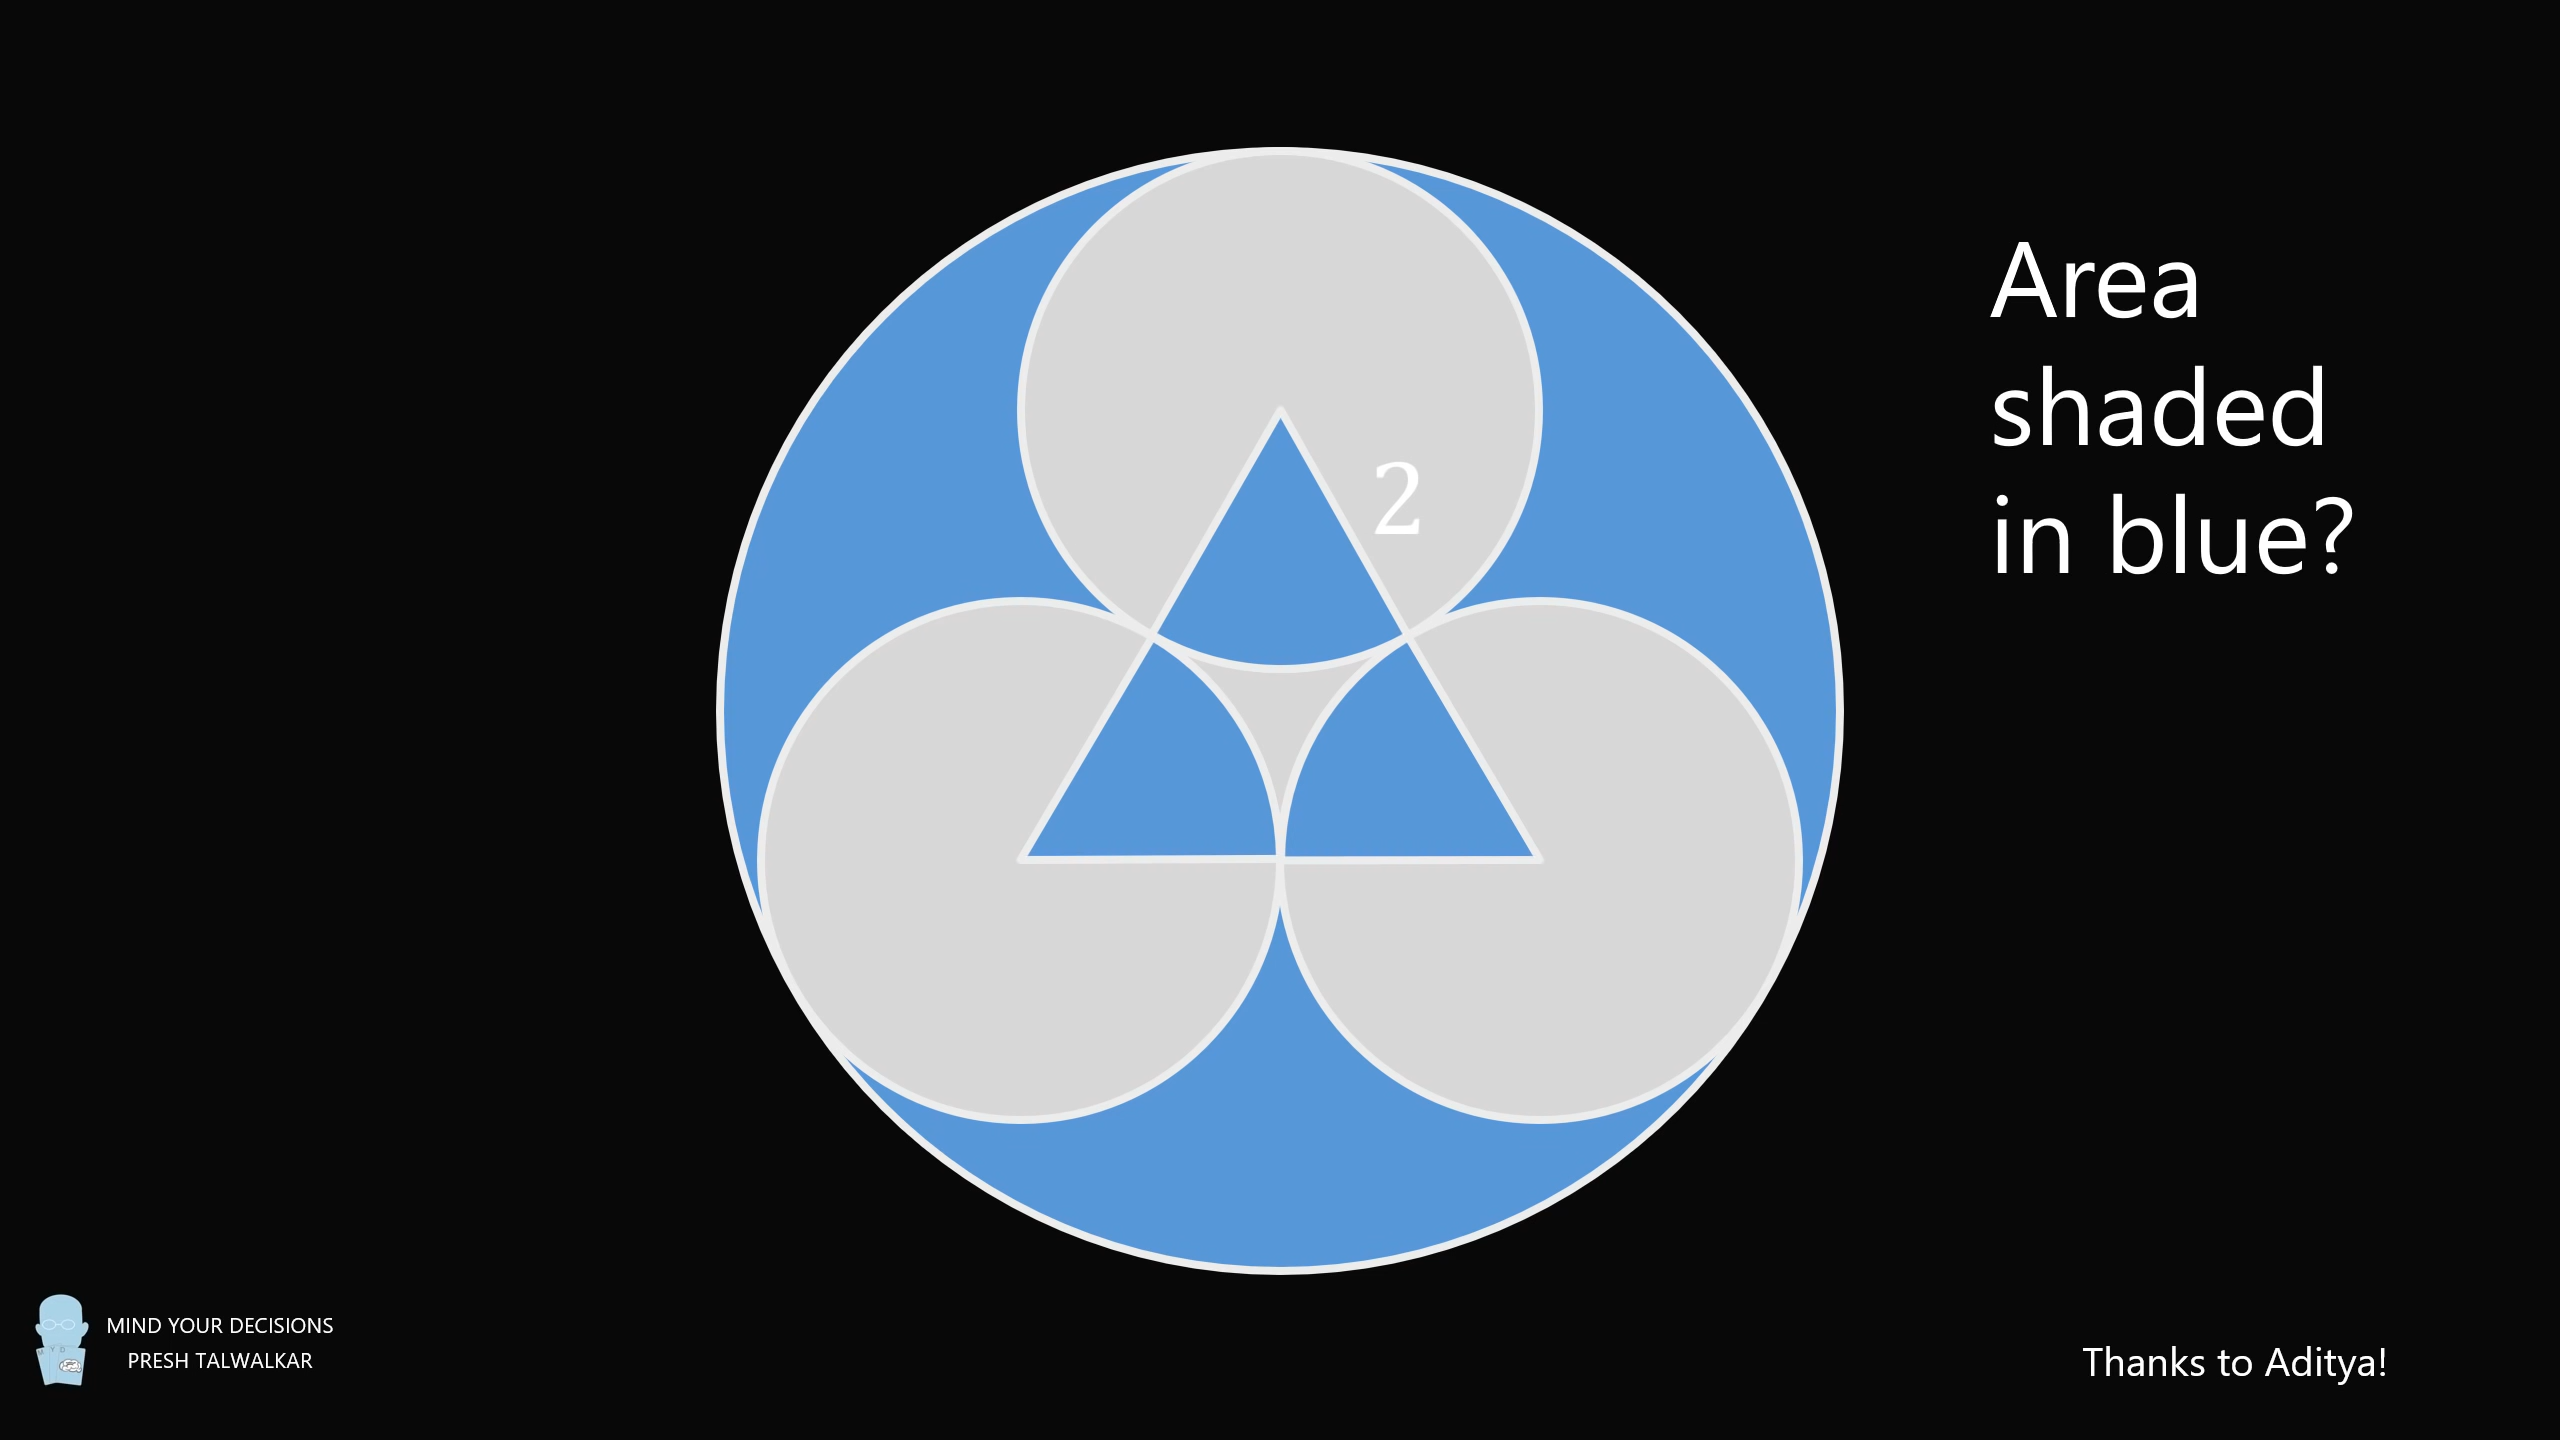 Area
shaded
in blue?
2
MIND YOUR DECISIONS
PRESH TALWALKAR
Thanks to Aditya!